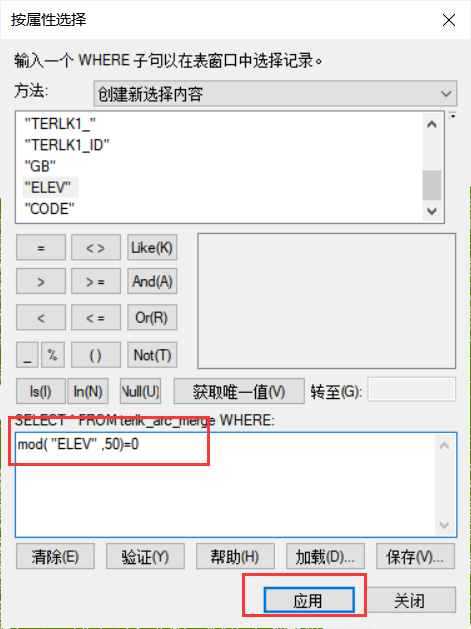 按属性选择
输入一个 WHERE 子句以在表窗口中选择记录。
方法: 创建新选择内容
"TERLK1_"
"TERLK1_ID"
"GB"
"ELEV"
"CODE"
= < > Like(K)
> > = And(A)
< < = Or(R)
_ % ( ) Not(T)
Is(I) In(N) Null(U) 获取唯一值(V) 转至(G):
SELECT * FROM terlk_arc_merge WHERE:
mod( "ELEV" ,50)=0
清除(E) 验证(Y) 帮助(H) 加载(D)... 保存(V)...
应用 关闭